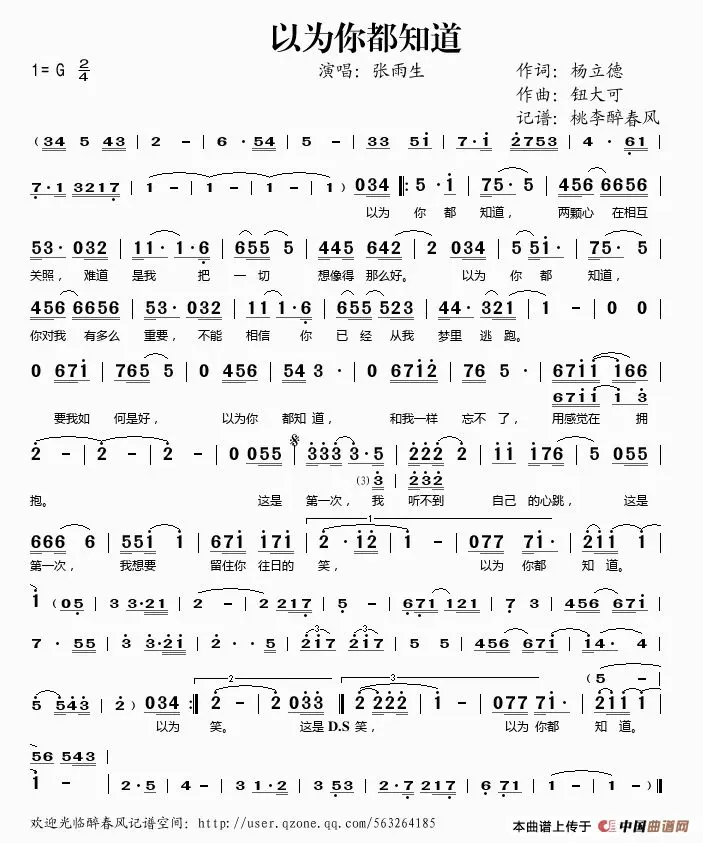 以为你都知道
1= G 2/4 演唱：张雨生 作词：杨立德
作曲：钮大可
记谱：桃李醉春风
( 34 5 43 | 2 - | 6 · 54 | 5 - | 33 5i | 7·i 2753 | 4 · 61 |
7·1 3217 | 1 - | 1 - | 1 - ) 034 ‖: 5 · i | 75· 5 | 456 6656 |
以为 你 都 知道， 两颗心 在相互
53· 032 | 11· 1·6 | 655 5 | 445 642 | 2 034 | 5 5i· | 75· 5 |
关照， 难道 是我 把 一 切 想像得 那么好。 以为 你 都 知道，
456 6656 | 53· 032 | 11 1·6 | 655 523 | 44· 321 | 1 - | 0 0 |
你对我 有多么 重要， 不能 相信 你 已 经 从我 梦里 逃 跑。
0 67i | 765 5 | 0 456 | 54 3 · | 0 67i2 | 76 5 · | 67ii i66 |
67ii i 3
要我如 何是好， 以为你 都知 道， 和我一样 忘不 了， 用感觉在 拥
2 - | 2 - | 2 - | 0 055 | 333 3·5 | 222 2 | ii i76 | 5 055 |
(3) 3 | 232 |
抱。 这是 第一次， 我 听不到 自己 的心跳， 这是
1
666 6 | 55i i | 67i i7i | 2 ·i2 | i - | 077 7i· | 2ii i |
第一次， 我想要 留住你 往日的 笑， 以为 你都 知 道。
i (05 | 3 3·21 | 2 - | 2 2217 | 5 - | 671 121 | 7 3 | 456 67i |
7 · 55 | 3 3·2i | 2 · 5 | 2i7 2i7 | 5 5 | 456 67i | i4· 4 |
3 3
2 3 (5 -
5 543 | 2 ) 034 :‖ 2 - | 2 033 ‖ 2 222 | i - | 077 7i· | 2ii i |
以为 笑。 这是 D.S 笑， 以为 你都 知 道。
56 543 |
i - | 2·5 | 4 - | 3 1·2 | 3 53 | 2·7 217 | 6 71 | 1 - )‖
欢迎光临醉春风记谱空间：http://user.qzone.qq.com/563264185
本曲谱上传于 中国曲谱网